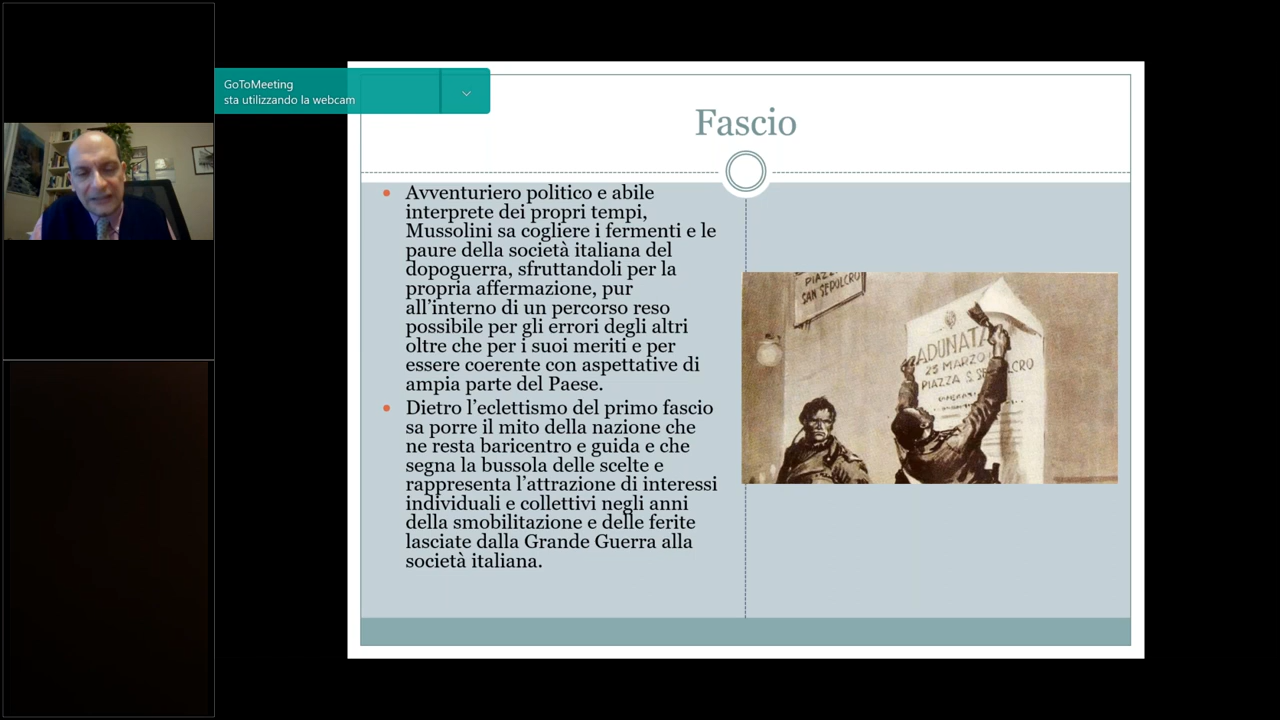 GoToMeeting
sta utilizzando la webcam
Fascio
Avventuriero politico e abile
interprete dei propri tempi,
Mussolini sa cogliere i fermenti e le
paure della società italiana del
dopoguerra, sfruttandoli per la
propria affermazione, pur
all'interno di un percorso reso
possibile per gli errori degli altri
oltre che per i suoi meriti e per
essere coerente con aspettative di
ampia parte del Paese.
Dietro l'eclettismo del primo fascio
sa porre il mito della nazione che
ne resta baricentro e guida e che
segna la bussola delle scelte e
rappresenta l'attrazione di interessi
individuali e collettivi negli anni
della smobilitazione e delle ferite
lasciate dalla Grande Guerra alla
società italiana.
PIAZZA
SAN SEPOLCRO
ADUNATA
23 MARZO
PIAZZA S. SEPOLCRO